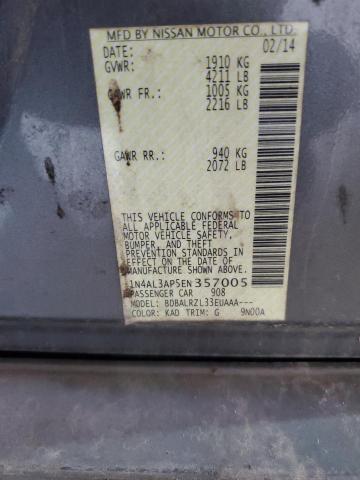 MFD BY NISSAN MOTOR CO., LTD.
DATE: 02/14
GVWR: 1910 KG
4211 LB
GAWR FR.: 1005 KG
2216 LB
GAWR RR.: 940 KG
2072 LB
THIS VEHICLE CONFORMS TO
ALL APPLICABLE FEDERAL
MOTOR VEHICLE SAFETY,
BUMPER, AND THEFT
PREVENTION STANDARDS IN
EFFECT ON THE DATE OF
MANUFACTURE SHOWN ABOVE.
1N4AL3AP5EN357005
PASSENGER CAR 908
MODEL: BDBALRZL33EUAAA---
COLOR: KAD TRIM: G 9N00A